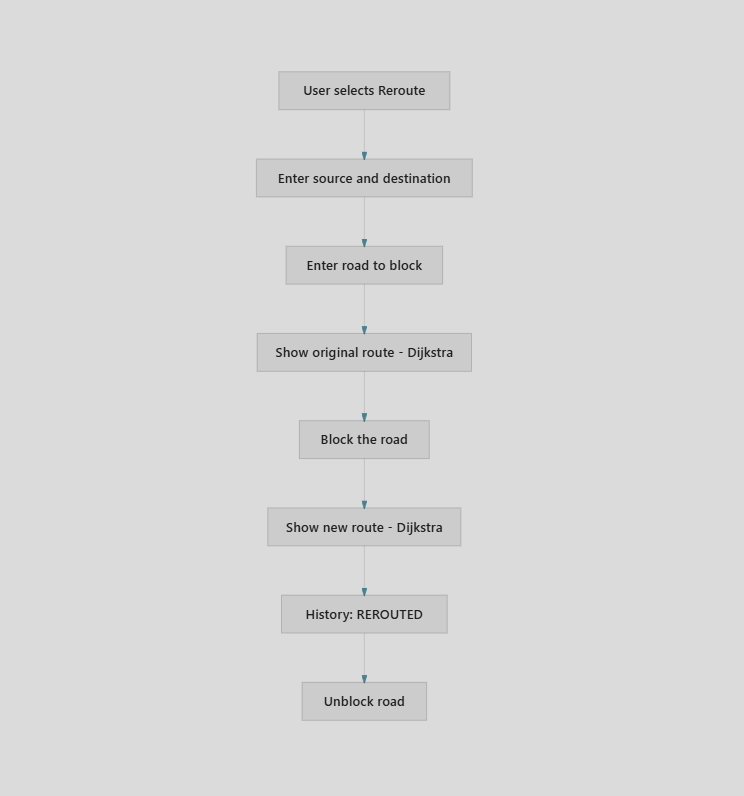 User selects Reroute
Enter source and destination
Enter road to block
Show original route - Dijkstra
Block the road
Show new route - Dijkstra
History: REROUTED
Unblock road